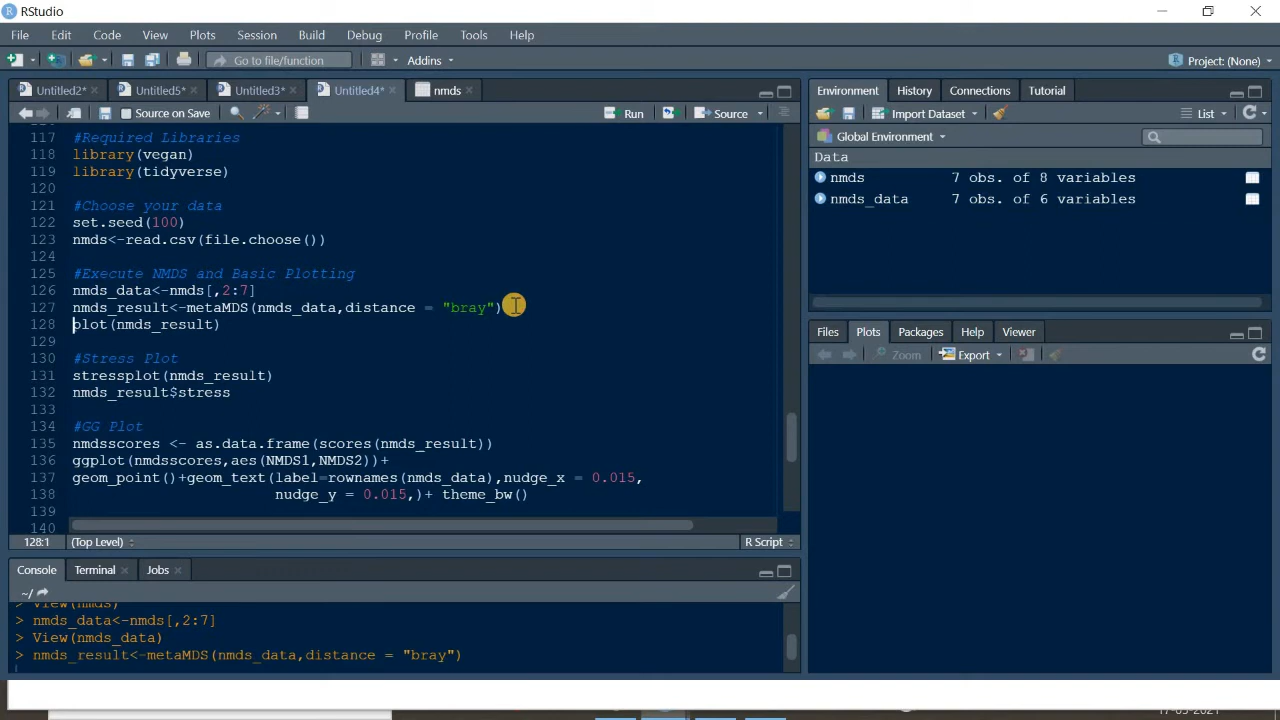 RStudio
File Edit Code View Plots Session Build Debug Profile Tools Help
Go to file/function Addins Project: (None)
Untitled2* Untitled5* Untitled3* Untitled4* nmds
Source on Save Run Source
117 #Required Libraries
118 library(vegan)
119 library(tidyverse)
120
121 #Choose your data
122 set.seed(100)
123 nmds<-read.csv(file.choose())
124
125 #Execute NMDS and Basic Plotting
126 nmds_data<-nmds[,2:7]
127 nmds_result<-metaMDS(nmds_data,distance = "bray")
128 plot(nmds_result)
129
130 #Stress Plot
131 stressplot(nmds_result)
132 nmds_result$stress
133
134 #GG Plot
135 nmdsscores <- as.data.frame(scores(nmds_result))
136 ggplot(nmdsscores,aes(NMDS1,NMDS2))+
137 geom_point()+geom_text(label=rownames(nmds_data),nudge_x = 0.015,
138 nudge_y = 0.015,)+ theme_bw()
139
140
128:1 (Top Level) R Script
Console Terminal Jobs
~/
> View(nmds)
> nmds_data<-nmds[,2:7]
> View(nmds_data)
> nmds_result<-metaMDS(nmds_data,distance = "bray")
Environment History Connections Tutorial
Import Dataset List
Global Environment
Data
nmds 7 obs. of 8 variables
nmds_data 7 obs. of 6 variables
Files Plots Packages Help Viewer
Zoom Export
17-05-2021